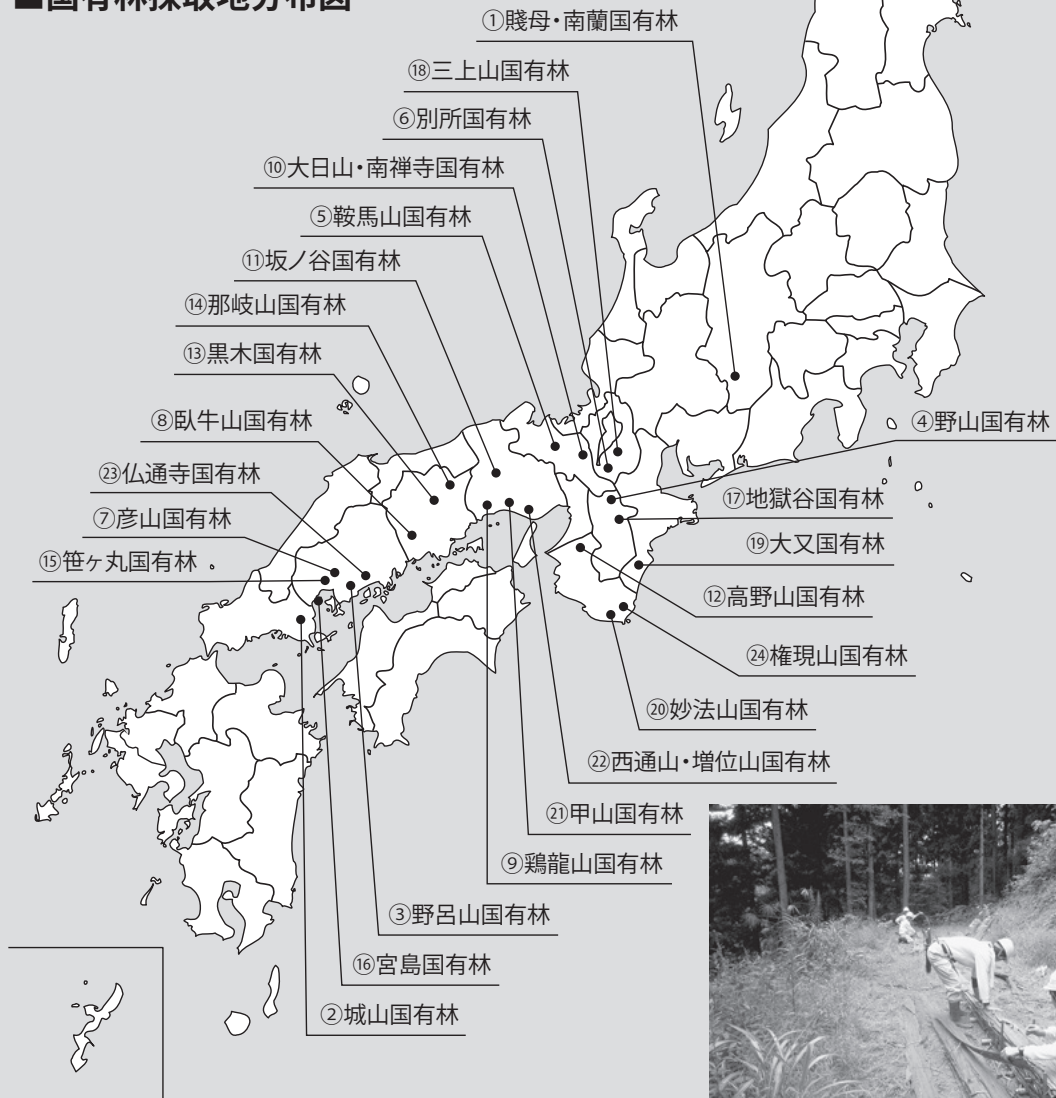 ■国有林採取地分布図
①賤母・南蘭国有林
⑱三上山国有林
⑥別所国有林
⑩大日山・南禅寺国有林
⑤鞍馬山国有林
⑪坂ノ谷国有林
⑭那岐山国有林
⑬黒木国有林
⑧臥牛山国有林
㉓仏通寺国有林
⑦彦山国有林
⑮笹ヶ丸国有林
④野山国有林
⑰地獄谷国有林
⑲大又国有林
⑫高野山国有林
㉔権現山国有林
⑳妙法山国有林
㉒西通山・増位山国有林
㉑甲山国有林
⑨鶏龍山国有林
③野呂山国有林
⑯宮島国有林
②城山国有林